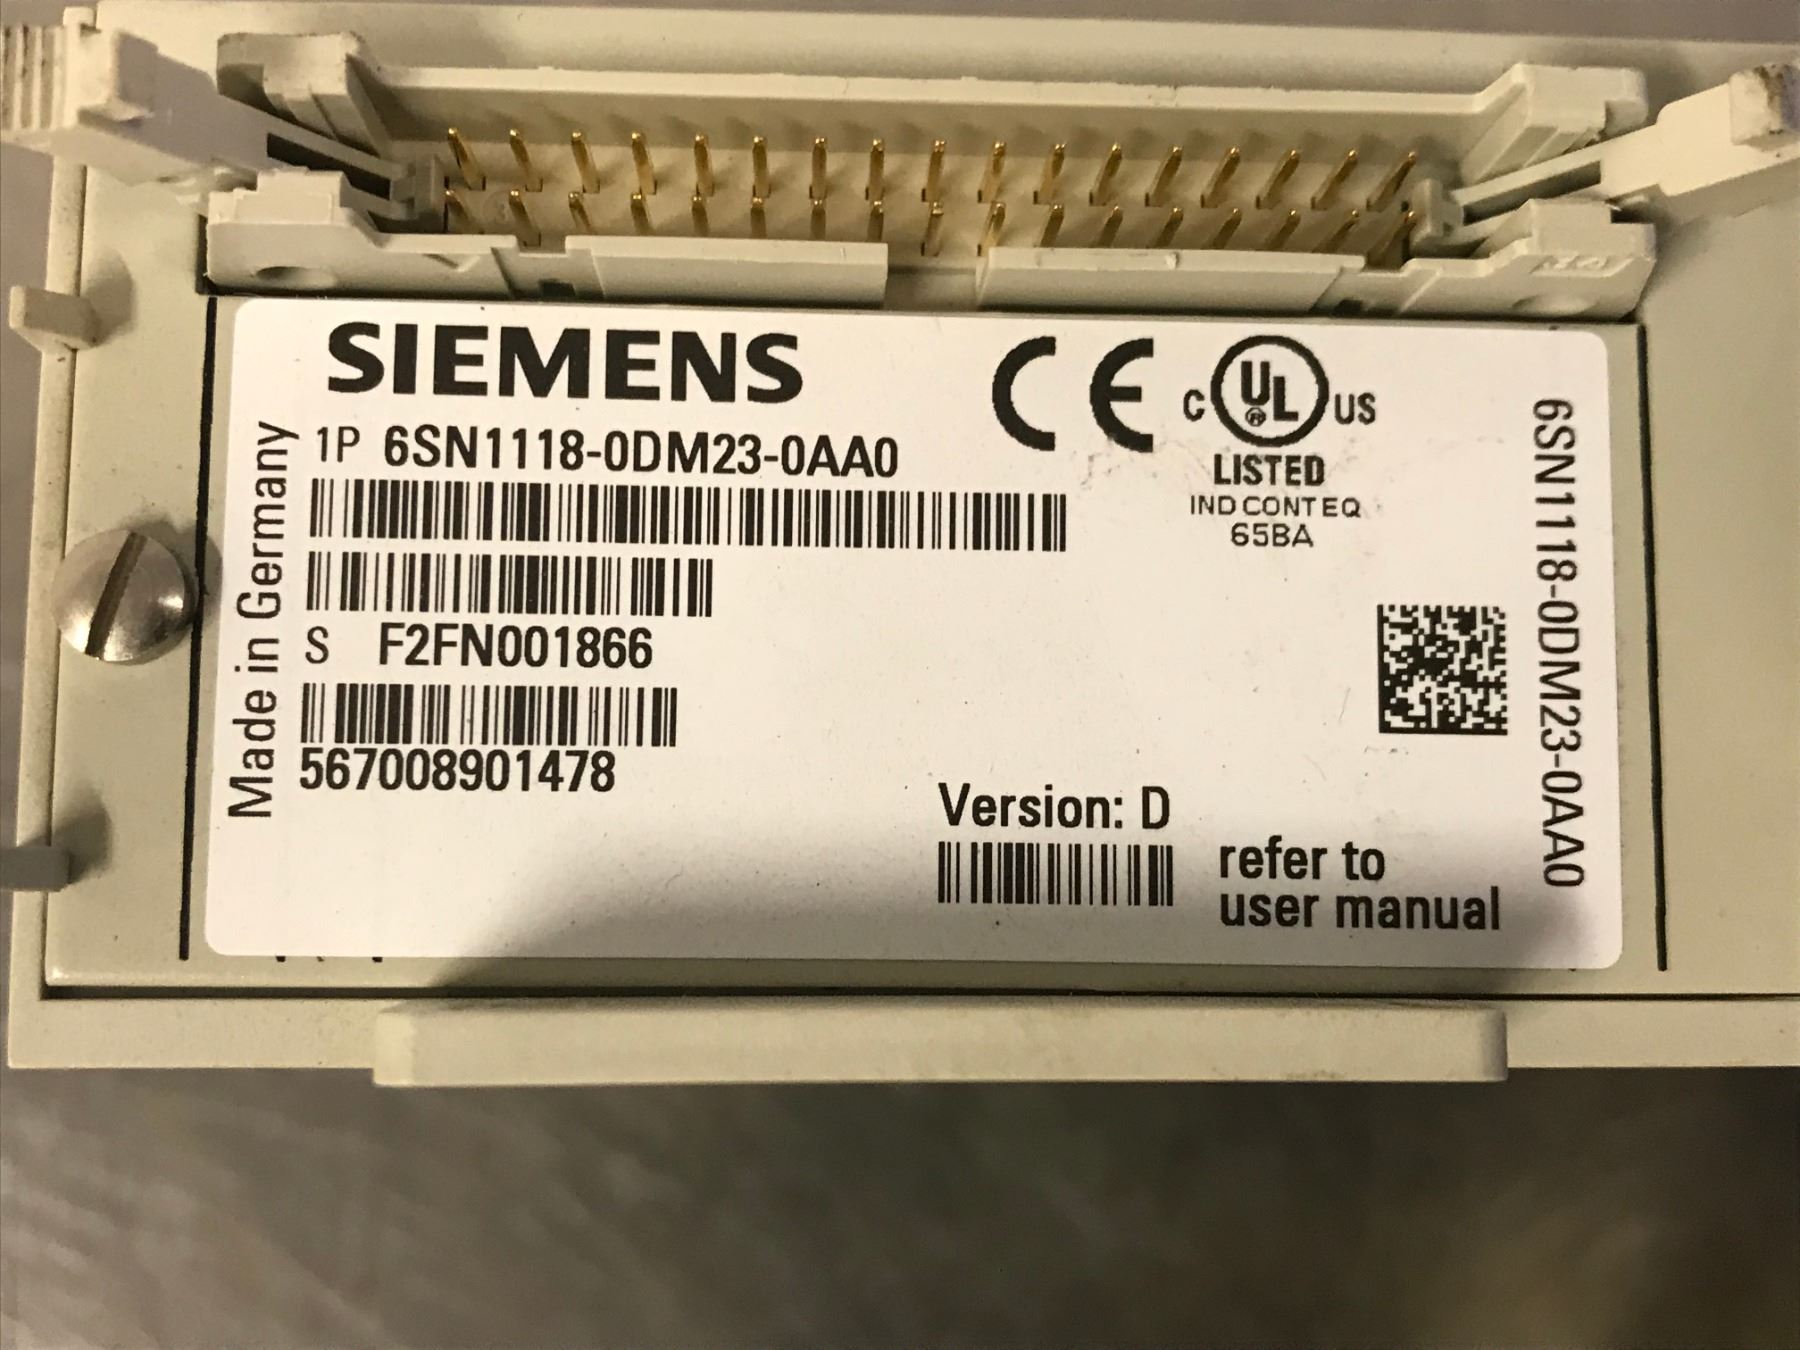 SIEMENS
1P 6SN1118-0DM23-0AA0
S F2FN001866
567008901478
Made in Germany
CE
C UL US
®
LISTED
IND CONT EQ
65BA
Version: D
refer to
user manual
6SN1118-0DM23-0AA0
34